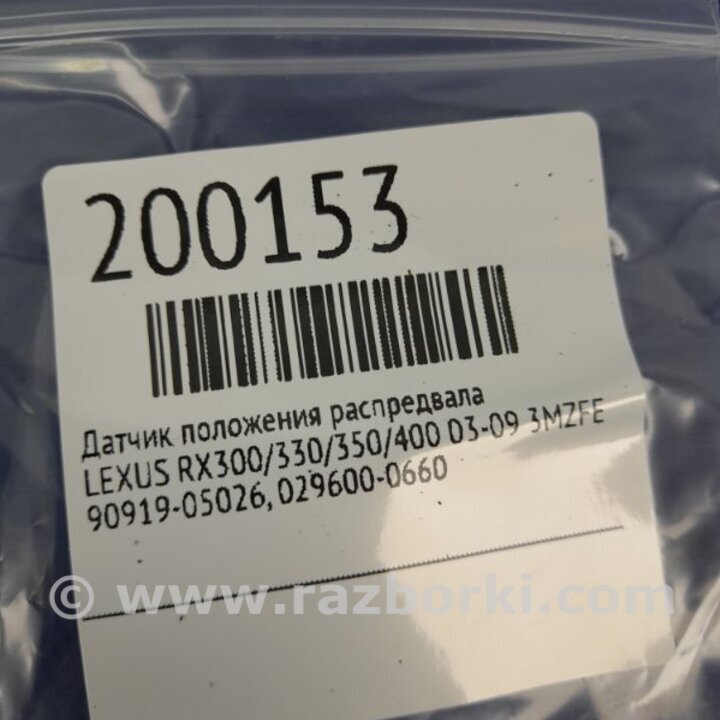 200153
Датчик положения распредвала
LEXUS RX300/330/350/400 03-09 3MZFE
90919-05026, 029600-0660
© www.razborki.com